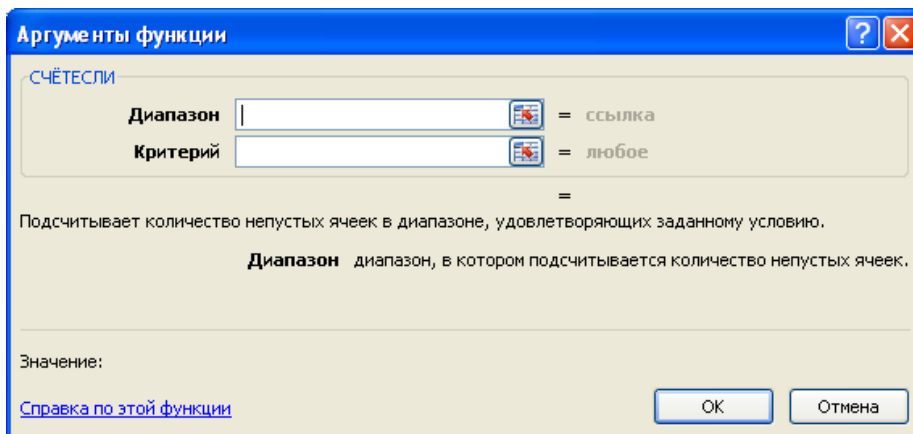 Аргументы функции
СЧЁТЕСЛИ
Диапазон = ссылка
Критерий = любое
=
Подсчитывает количество непустых ячеек в диапазоне, удовлетворяющих заданному условию.
Диапазон диапазон, в котором подсчитывается количество непустых ячеек.
Значение:
Справка по этой функции ОК Отмена